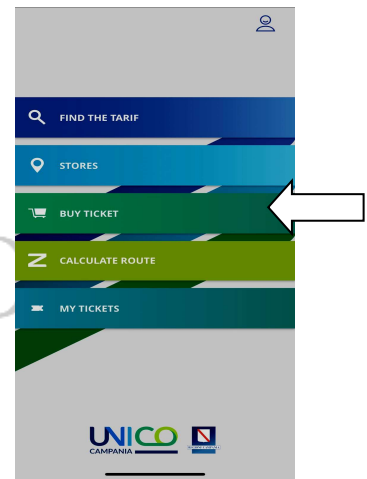 FIND THE TARIF
STORES
BUY TICKET
CALCULATE ROUTE
MY TICKETS
UNICO
CAMPANIA